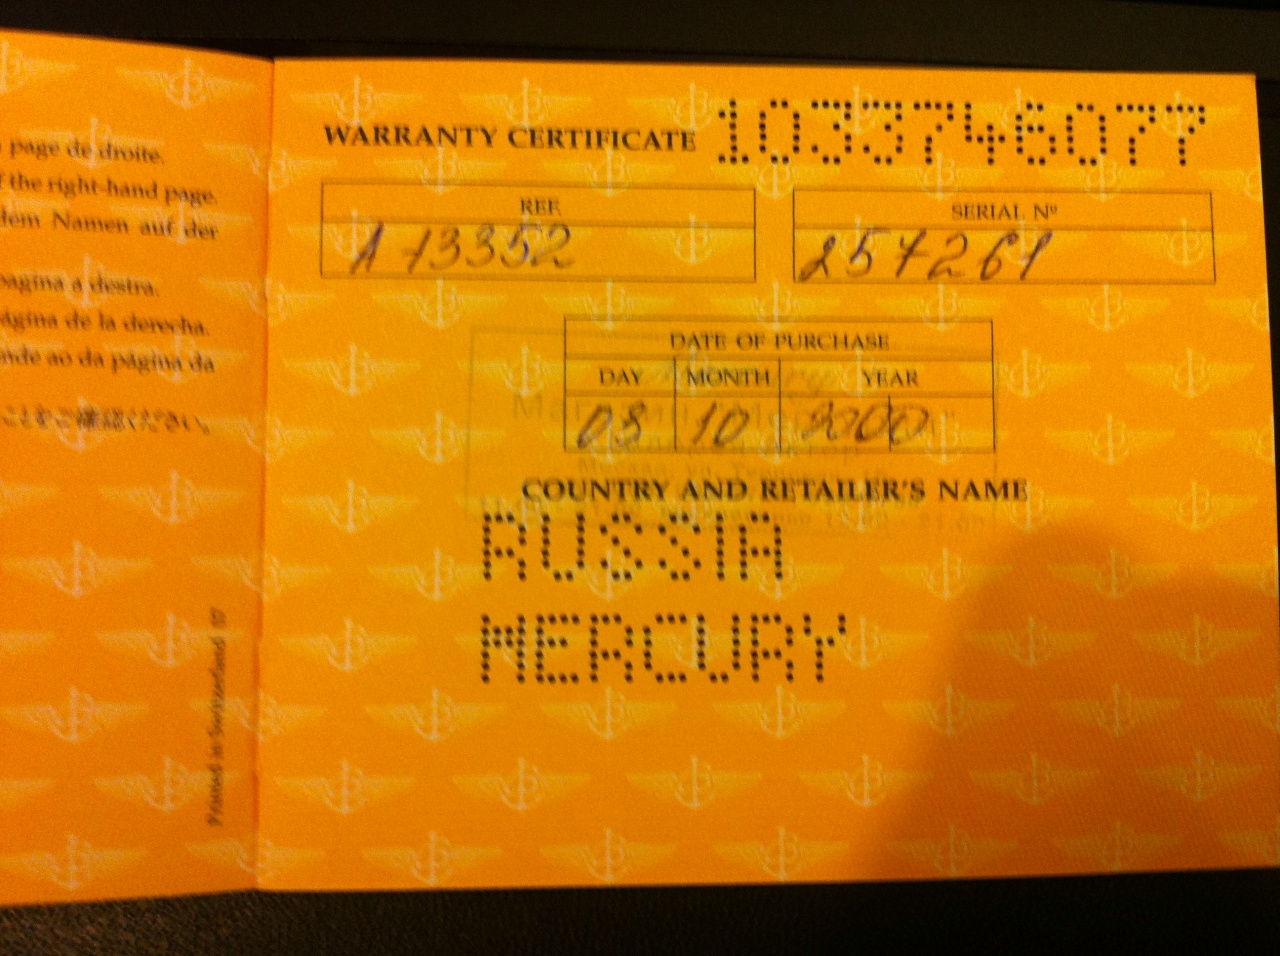 page de droite.
the right-hand page.
dem Namen auf der
pagina a destra.
página de la derecha.
onde ao da página da
ことをご確認ください。
Printed in Switzerland
WARRANTY CERTIFICATE 1033746077
REF.
A 13352
SERIAL Nº
257261
DATE OF PURCHASE
DAY MONTH YEAR
08 10 2000
COUNTRY AND RETAILER'S NAME
RUSSIA
MERCURY